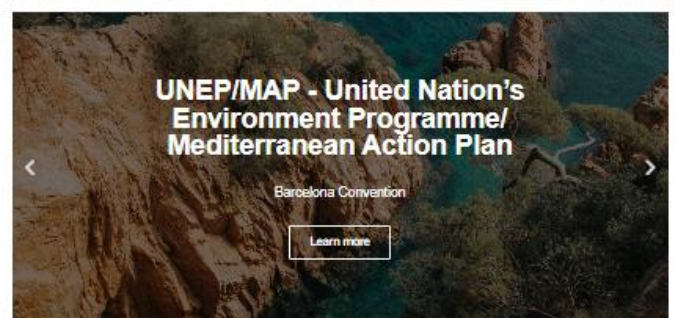 UNEP/MAP - United Nation's
Environment Programme/
Mediterranean Action Plan
Barcelona Convention
Learn more